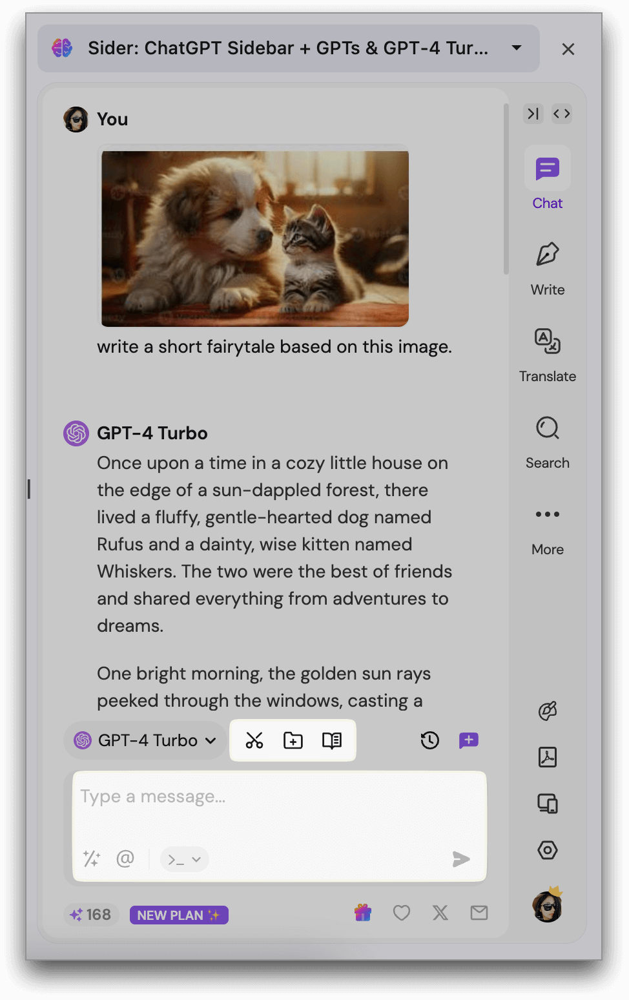 Sider: ChatGPT Sidebar + GPTs & GPT-4 Tur...
You
write a short fairytale based on this image.
GPT-4 Turbo
Once upon a time in a cozy little house on
the edge of a sun-dappled forest, there
lived a fluffy, gentle-hearted dog named
Rufus and a dainty, wise kitten named
Whiskers. The two were the best of friends
and shared everything from adventures to
dreams.
One bright morning, the golden sun rays
peeked through the windows, casting a
GPT-4 Turbo
Type a message...
@
>_
168
NEW PLAN
Chat
Write
Translate
Search
More